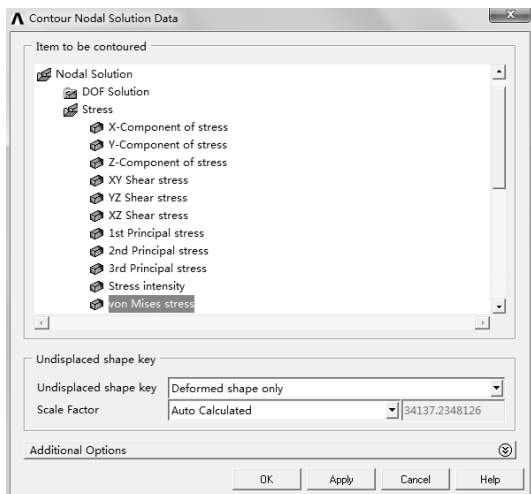 Contour Nodal Solution Data
Item to be contoured
Nodal Solution
DOF Solution
Stress
X-Component of stress
Y-Component of stress
Z-Component of stress
XY Shear stress
YZ Shear stress
XZ Shear stress
1st Principal stress
2nd Principal stress
3rd Principal stress
Stress intensity
von Mises stress
Undisplaced shape key
Undisplaced shape key Deformed shape only
Scale Factor Auto Calculated 34137.2348126
Additional Options
OK Apply Cancel Help